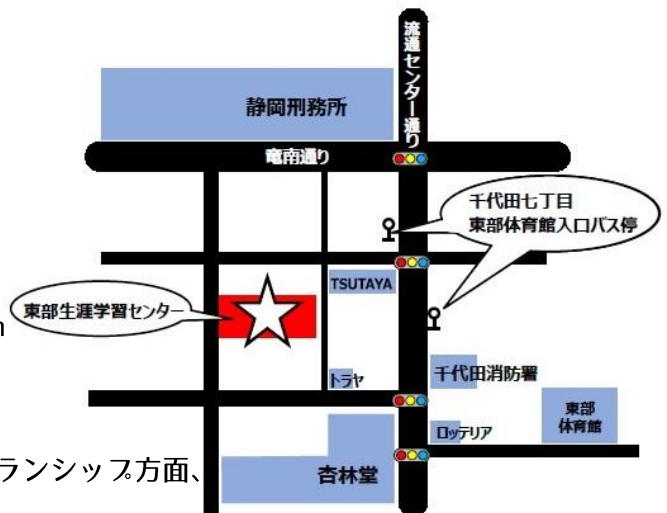 静岡刑務所
流通センター通り
竜南通り
千代田七丁目
東部体育館入口バス停
TSUTAYA
東部生涯学習センター
n
トラヤ
千代田消防署
東部
体育館
ロッテリア
ランシップ方面、
杏林堂